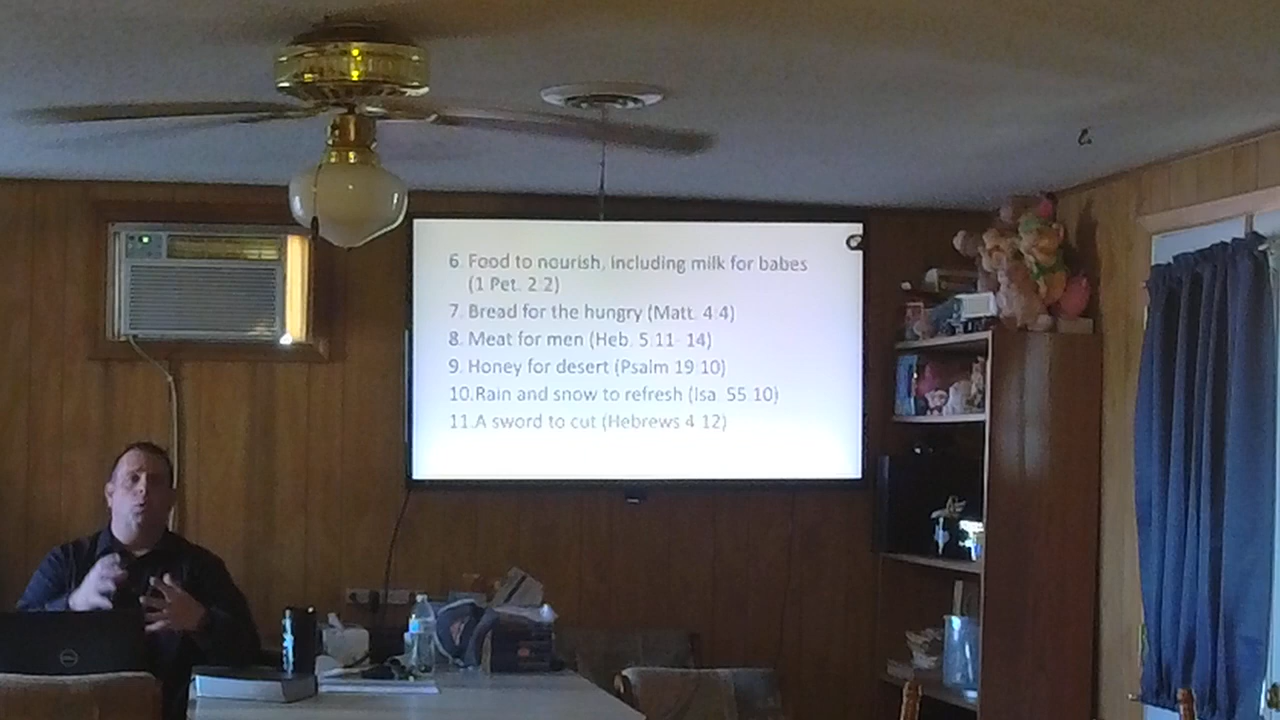 6. Food to nourish, including milk for babes
(1 Pet. 2:2)
7. Bread for the hungry (Matt. 4:4)
8. Meat for men (Heb. 5:11- 14)
9. Honey for desert (Psalm 19:10)
10.Rain and snow to refresh (Isa. 55:10)
11.A sword to cut (Hebrews 4:12)
DELL